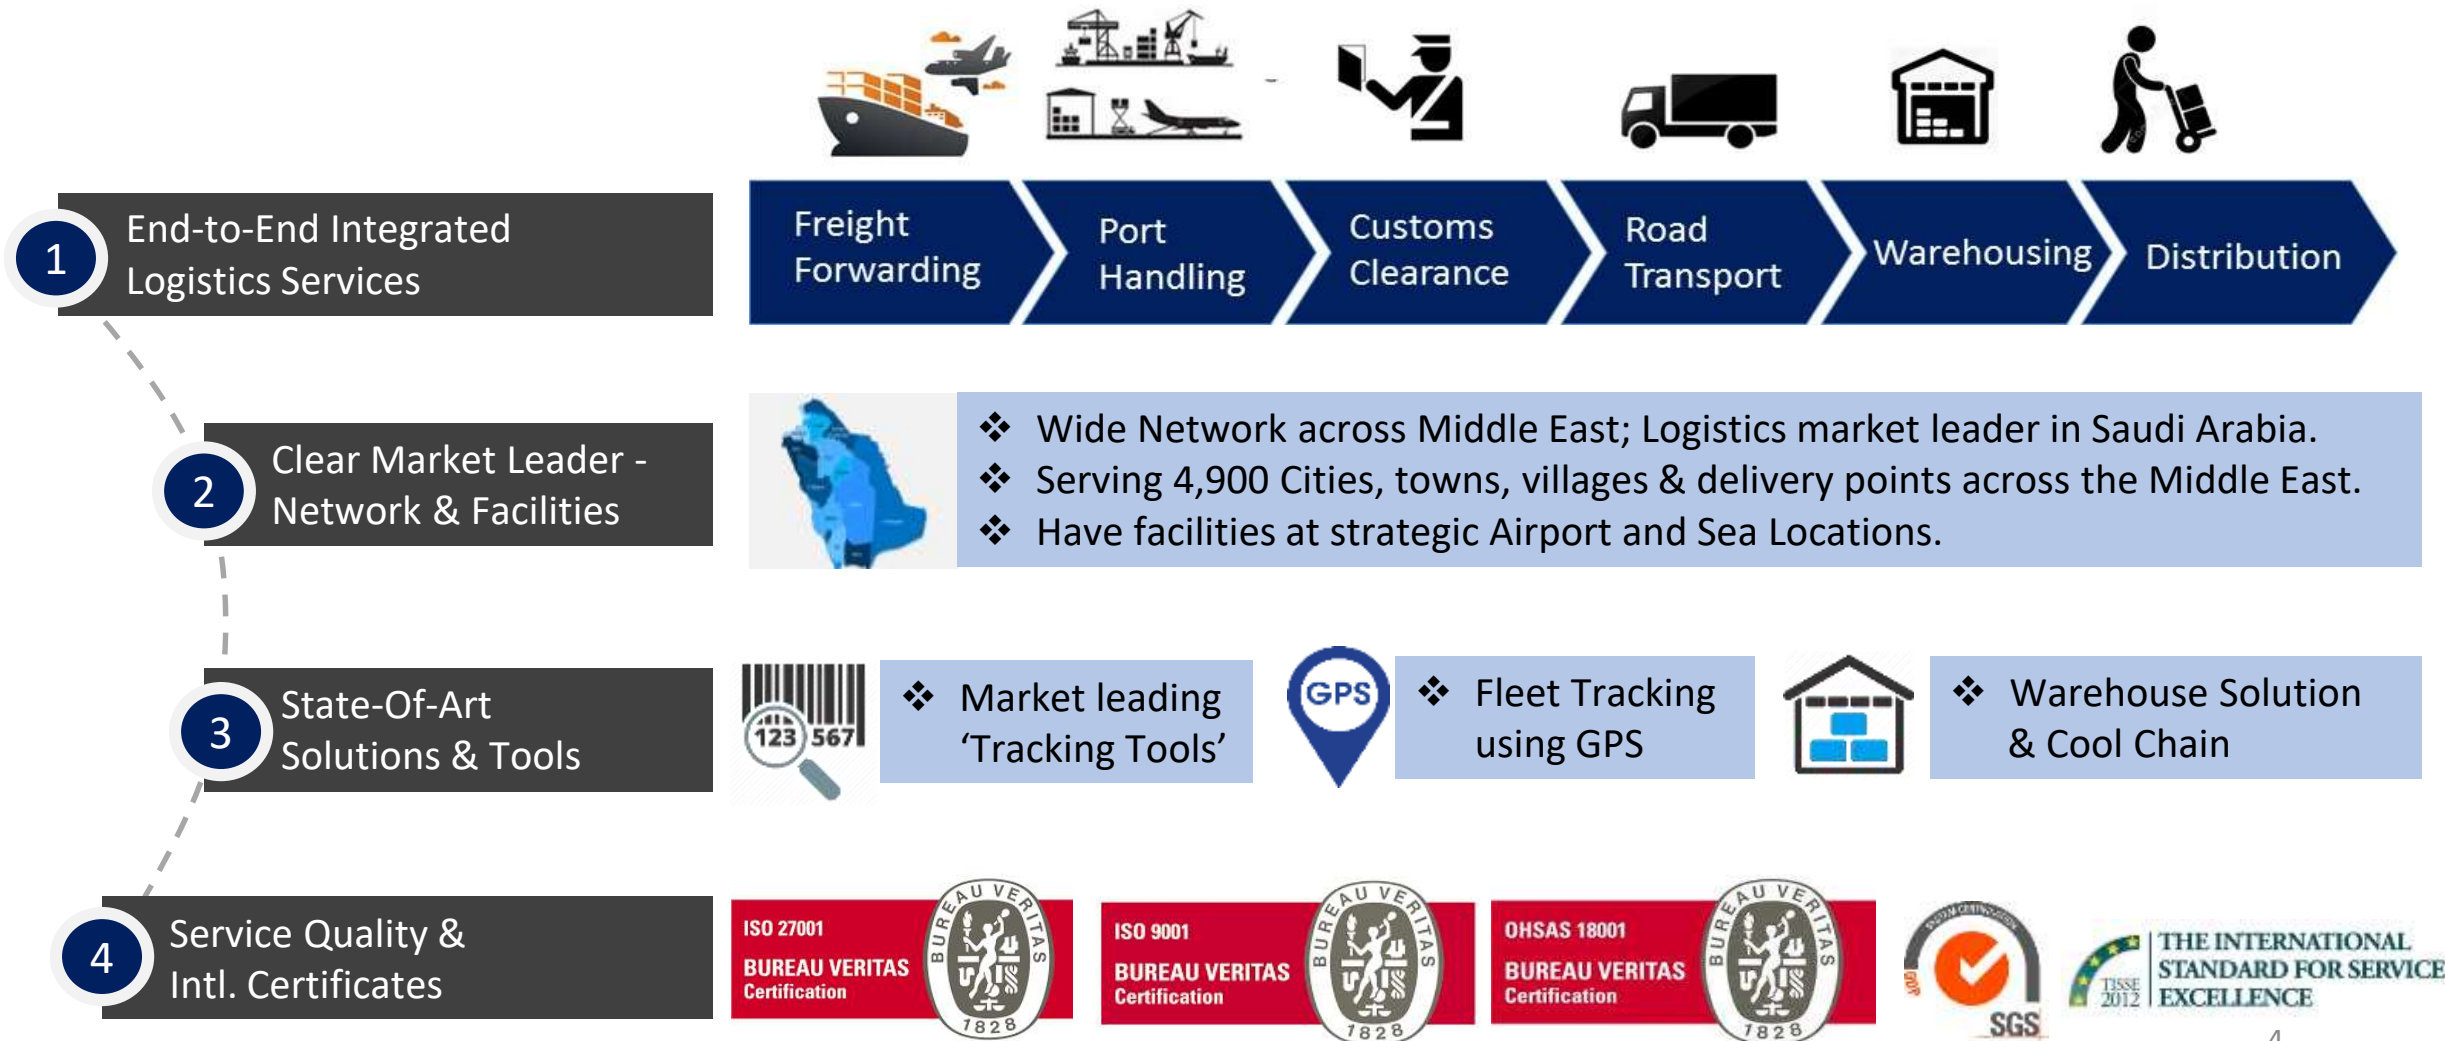 1
End-to-End Integrated
Logistics Services
Freight
Forwarding
Port
Handling
Customs
Clearance
Road
Transport
Warehousing
Distribution
2
Clear Market Leader -
Network & Facilities
❖ Wide Network across Middle East; Logistics market leader in Saudi Arabia.
❖ Serving 4,900 Cities, towns, villages & delivery points across the Middle East.
❖ Have facilities at strategic Airport and Sea Locations.
3
State-Of-Art
Solutions & Tools
123 567
❖ Market leading
‘Tracking Tools’
GPS
❖ Fleet Tracking
using GPS
❖ Warehouse Solution
& Cool Chain
4
Service Quality &
Intl. Certificates
ISO 27001
BUREAU VERITAS
Certification
BUREAU VERITAS
1828
ISO 9001
BUREAU VERITAS
Certification
BUREAU VERITAS
1828
OHSAS 18001
BUREAU VERITAS
Certification
BUREAU VERITAS
1828
SGS
TISSE
2012
THE INTERNATIONAL
STANDARD FOR SERVICE
EXCELLENCE
4